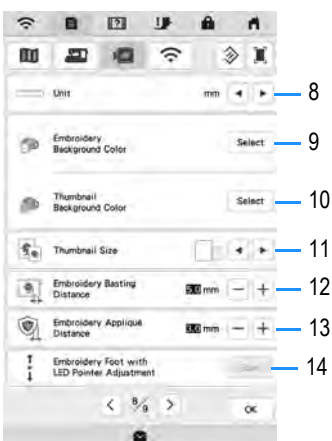 Unit mm 8
Embroidery
Background Color Select 9
Thumbnail
Background Color Select 10
Thumbnail Size 11
Embroidery Basting
Distance 5.0 mm − + 12
Embroidery Appliqué
Distance 3.0 mm − + 13
Embroidery Foot with
LED Pointer Adjustment 14
< 8/9 > OK